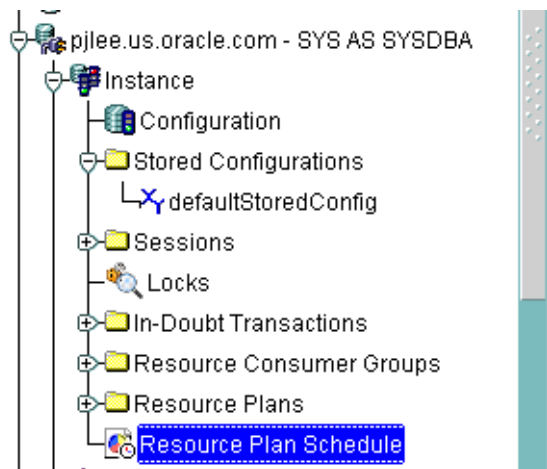 pjlee.us.oracle.com - SYS AS SYSDBA
Instance
Configuration
Stored Configurations
defaultStoredConfig
Sessions
Locks
In-Doubt Transactions
Resource Consumer Groups
Resource Plans
Resource Plan Schedule